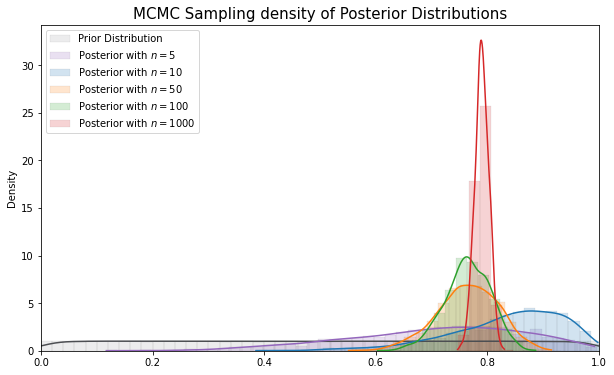 MCMC Sampling density of Posterior Distributions
Prior Distribution
Posterior with n = 5
Posterior with n = 10
Posterior with n = 50
Posterior with n = 100
Posterior with n = 1000
Density
30
25
20
15
10
5
0
0.0 0.2 0.4 0.6 0.8 1.0